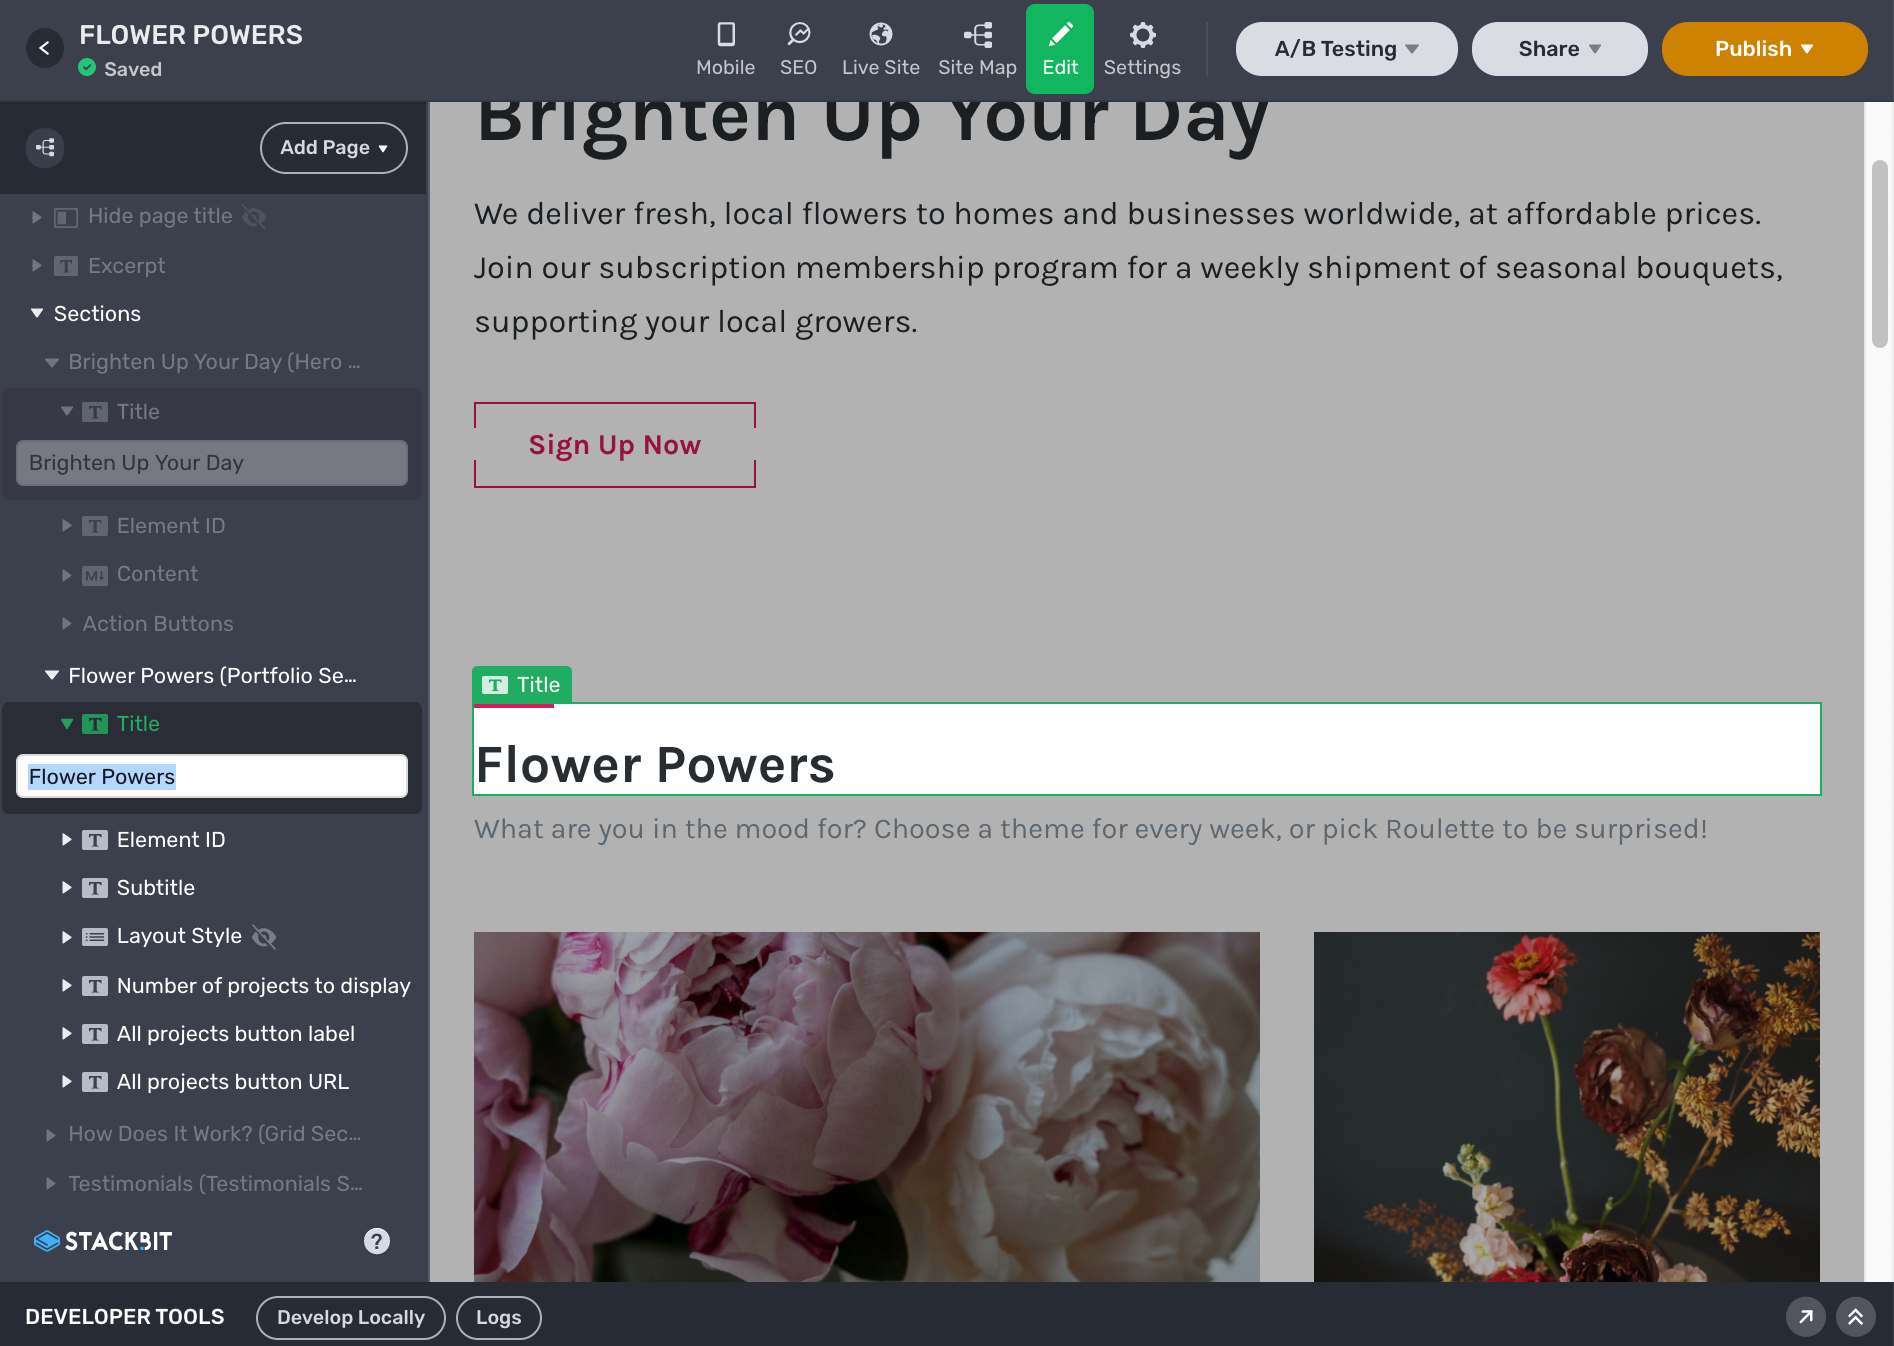 FLOWER POWERS
Saved
Mobile
SEO
Live Site
Site Map
Edit
Settings
A/B Testing
Share
Publish
Add Page
Hide page title
T Excerpt
Sections
Brighten Up Your Day (Hero ...
T Title
Brighten Up Your Day
T Element ID
M↓ Content
Action Buttons
Flower Powers (Portfolio Se...
T Title
Flower Powers
T Element ID
T Subtitle
Layout Style
T Number of projects to display
T All projects button label
T All projects button URL
How Does It Work? (Grid Sec...
Testimonials (Testimonials S...
STACKBIT
?
Brighten Up Your Day
We deliver fresh, local flowers to homes and businesses worldwide, at affordable prices.
Join our subscription membership program for a weekly shipment of seasonal bouquets,
supporting your local growers.
Sign Up Now
T Title
Flower Powers
What are you in the mood for? Choose a theme for every week, or pick Roulette to be surprised!
DEVELOPER TOOLS
Develop Locally
Logs